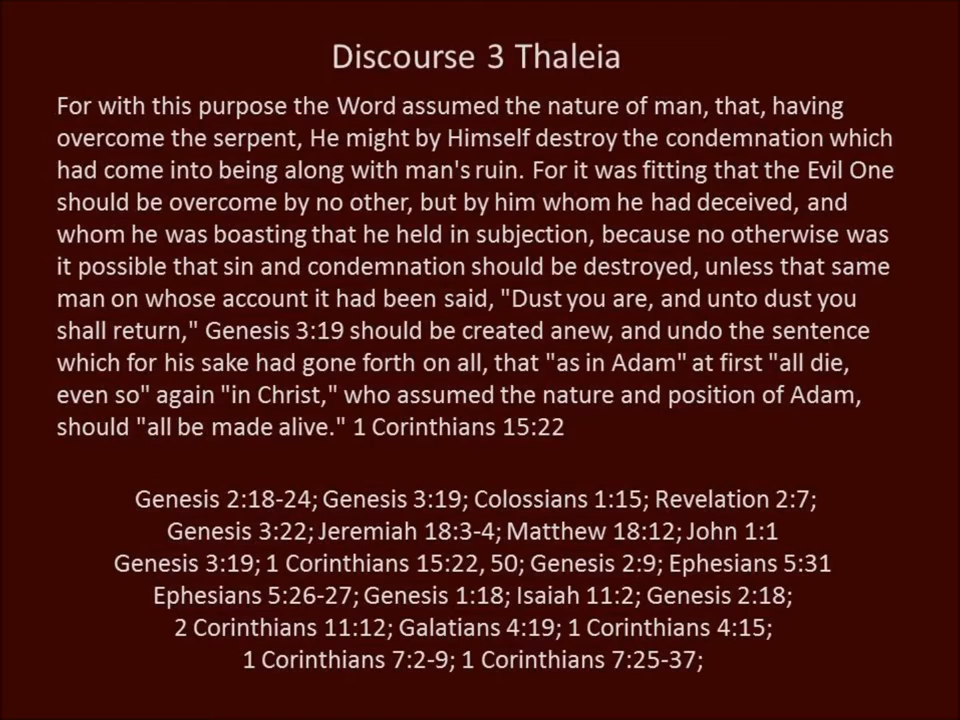 Discourse 3 Thaleia
For with this purpose the Word assumed the nature of man, that, having
overcome the serpent, He might by Himself destroy the condemnation which
had come into being along with man's ruin. For it was fitting that the Evil One
should be overcome by no other, but by him whom he had deceived, and
whom he was boasting that he held in subjection, because no otherwise was
it possible that sin and condemnation should be destroyed, unless that same
man on whose account it had been said, "Dust you are, and unto dust you
shall return," Genesis 3:19 should be created anew, and undo the sentence
which for his sake had gone forth on all, that "as in Adam" at first "all die,
even so" again "in Christ," who assumed the nature and position of Adam,
should "all be made alive." 1 Corinthians 15:22
Genesis 2:18-24; Genesis 3:19; Colossians 1:15; Revelation 2:7;
Genesis 3:22; Jeremiah 18:3-4; Matthew 18:12; John 1:1
Genesis 3:19; 1 Corinthians 15:22, 50; Genesis 2:9; Ephesians 5:31
Ephesians 5:26-27; Genesis 1:18; Isaiah 11:2; Genesis 2:18;
2 Corinthians 11:12; Galatians 4:19; 1 Corinthians 4:15;
1 Corinthians 7:2-9; 1 Corinthians 7:25-37;